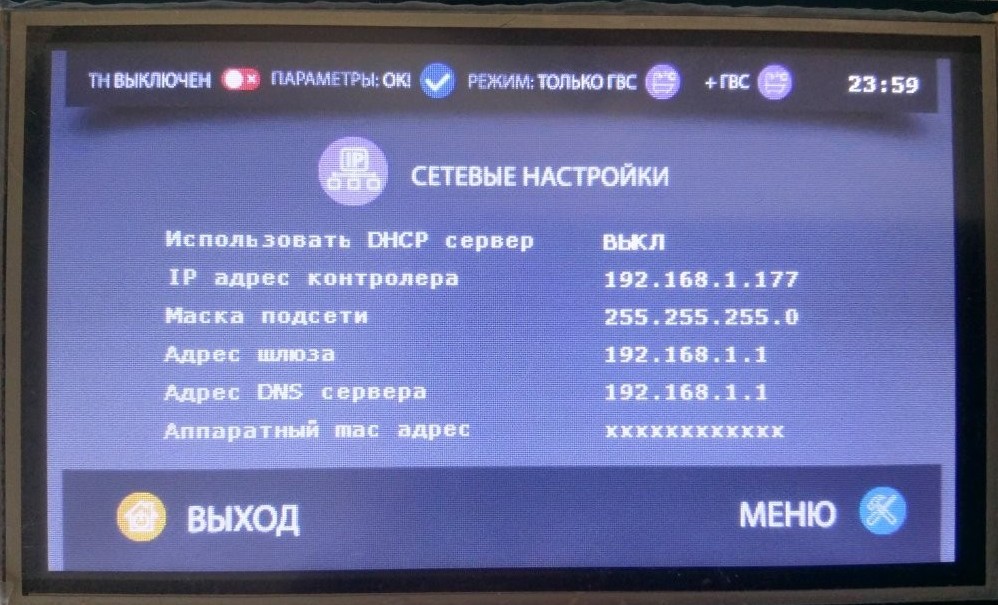 ТН ВЫКЛЮЧЕН ПАРАМЕТРЫ: OK! РЕЖИМ: ТОЛЬКО ГВС + ГВС 23:59
IP СЕТЕВЫЕ НАСТРОЙКИ
Использовать DHCP сервер ВЫКЛ
IP адрес контролера 192.168.1.177
Маска подсети 255.255.255.0
Адрес шлюза 192.168.1.1
Адрес DNS сервера 192.168.1.1
Аппаратный mac адрес xxxxxxxxxxxx
ВЫХОД МЕНЮ